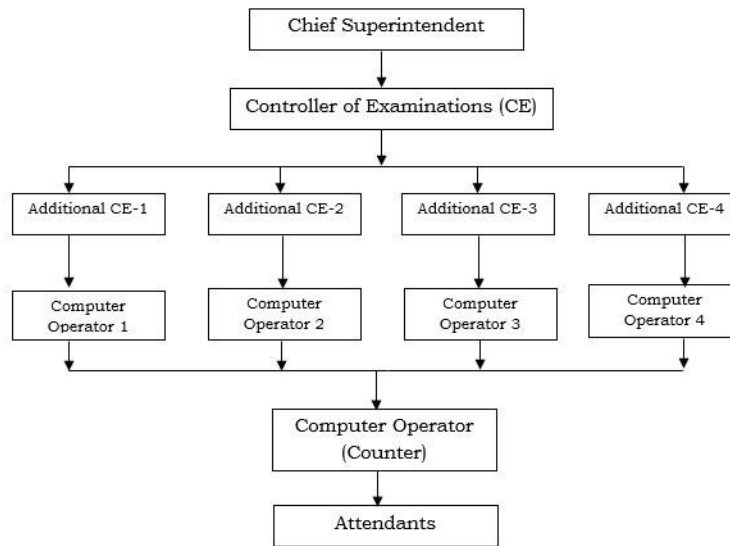 Chief Superintendent
Controller of Examinations (CE)
Additional CE-1
Additional CE-2
Additional CE-3
Additional CE-4
Computer
Operator 1
Computer
Operator 2
Computer
Operator 3
Computer
Operator 4
Computer Operator
(Counter)
Attendants